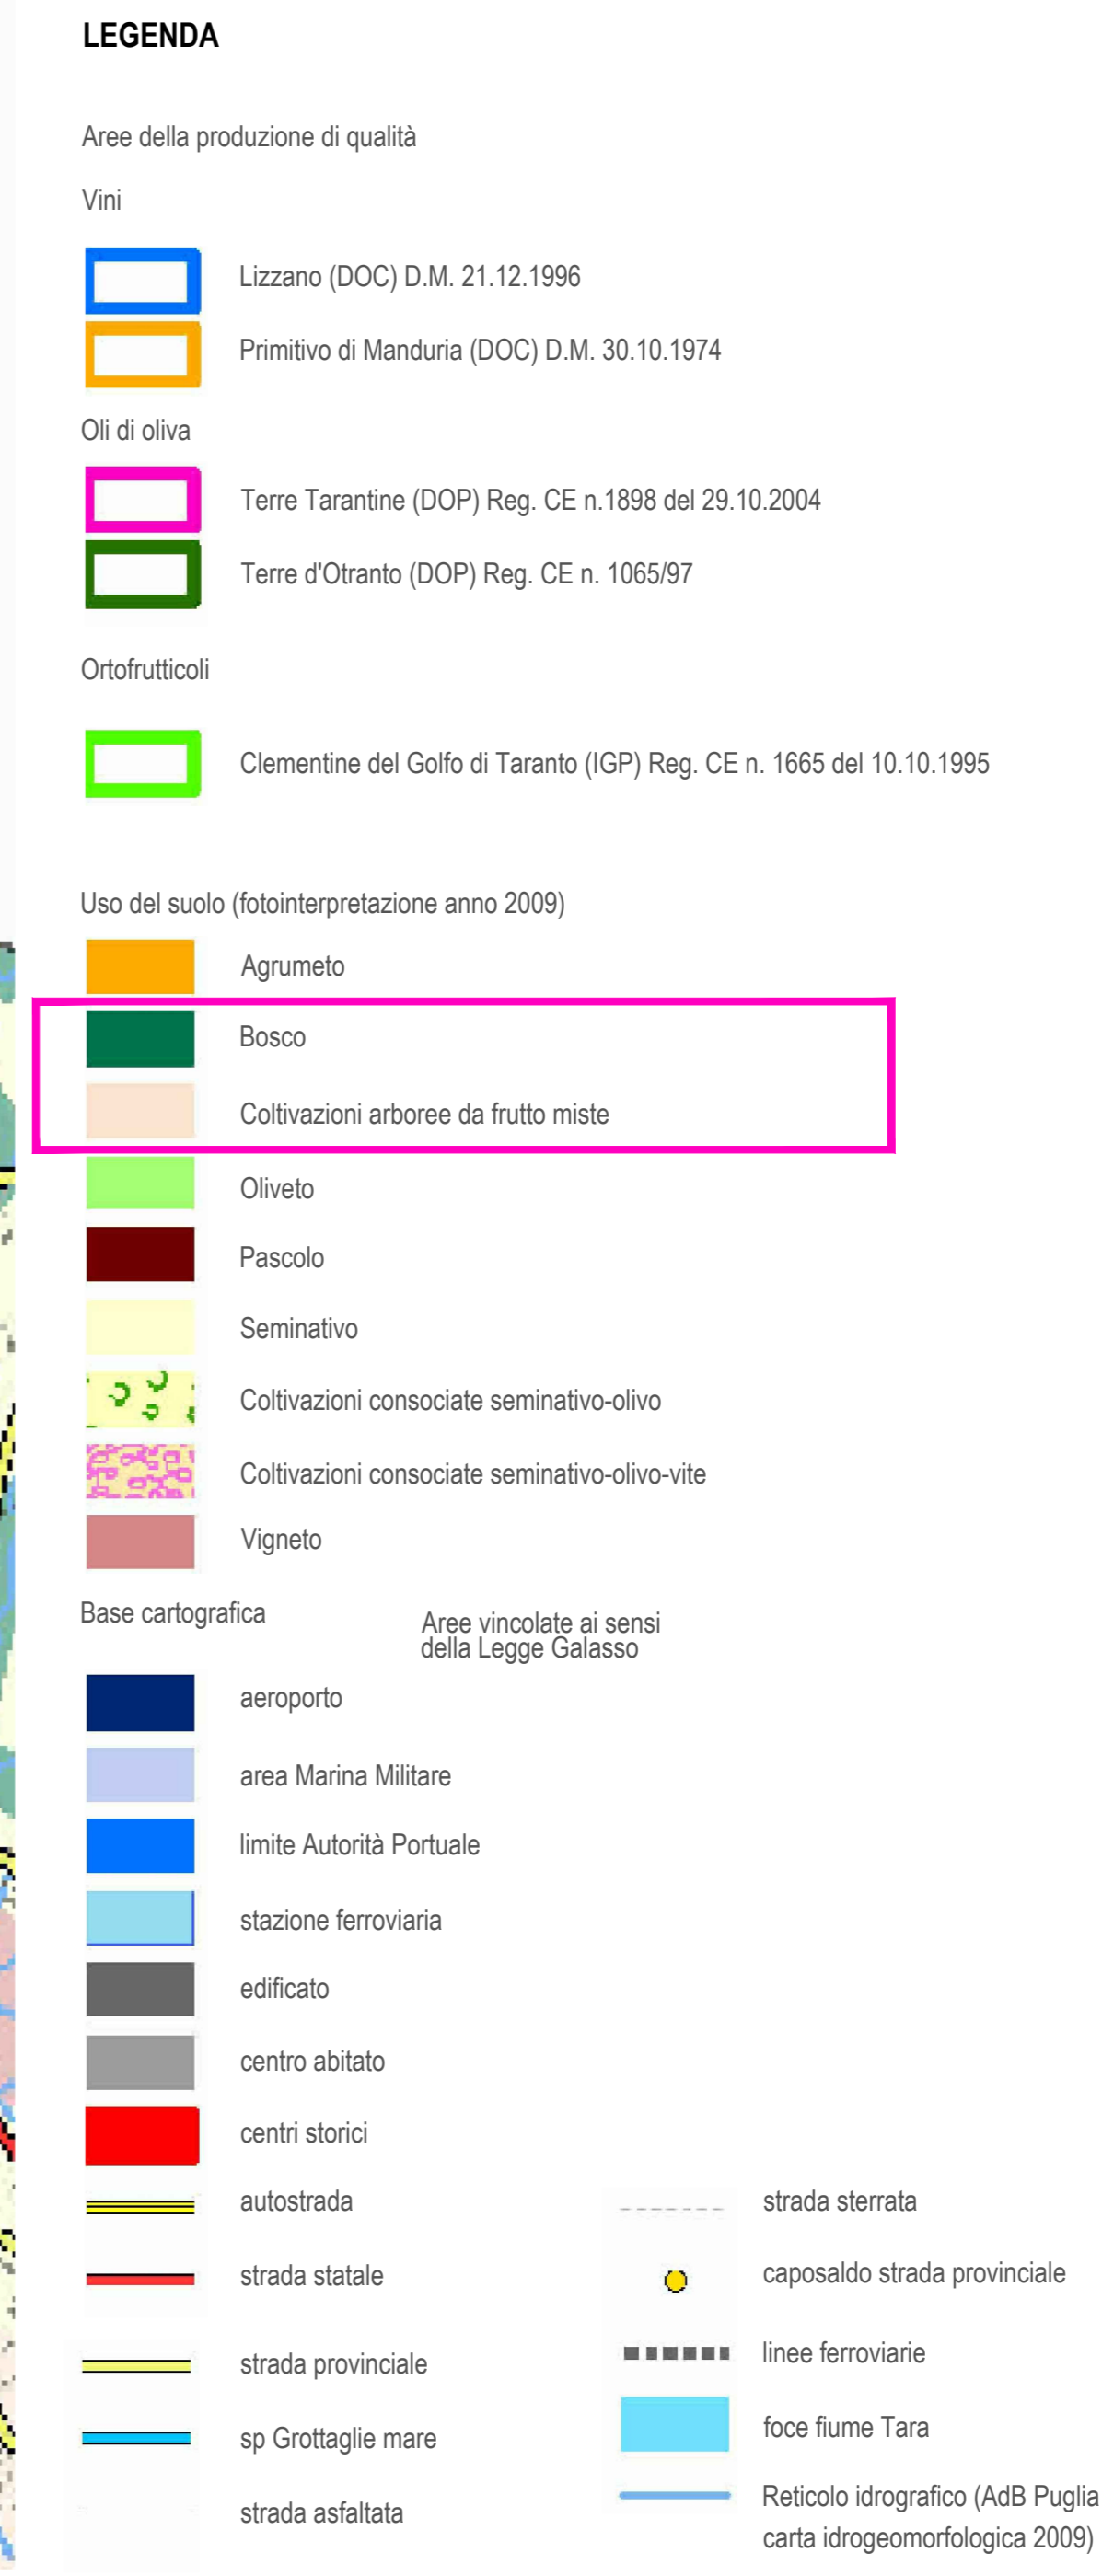 LEGENDA
Aree della produzione di qualità
Vini
Lizzano (DOC) D.M. 21.12.1996
Primitivo di Manduria (DOC) D.M. 30.10.1974
Oli di oliva
Terre Tarantine (DOP) Reg. CE n.1898 del 29.10.2004
Terre d'Otranto (DOP) Reg. CE n. 1065/97
Ortofrutticoli
Clementine del Golfo di Taranto (IGP) Reg. CE n. 1665 del 10.10.1995
Uso del suolo (fotointerpretazione anno 2009)
Agrumeto
Bosco
Coltivazioni arboree da frutto miste
Oliveto
Pascolo
Seminativo
Coltivazioni consociate seminativo-olivo
Coltivazioni consociate seminativo-olivo-vite
Vigneto
Base cartografica
Aree vincolate ai sensi
della Legge Galasso
aeroporto
area Marina Militare
limite Autorità Portuale
stazione ferroviaria
edificato
centro abitato
centri storici
autostrada
strada statale
strada provinciale
sp Grottaglie mare
strada asfaltata
strada sterrata
caposaldo strada provinciale
linee ferroviarie
foce fiume Tara
Reticolo idrografico (AdB Puglia
carta idrogeomorfologica 2009)